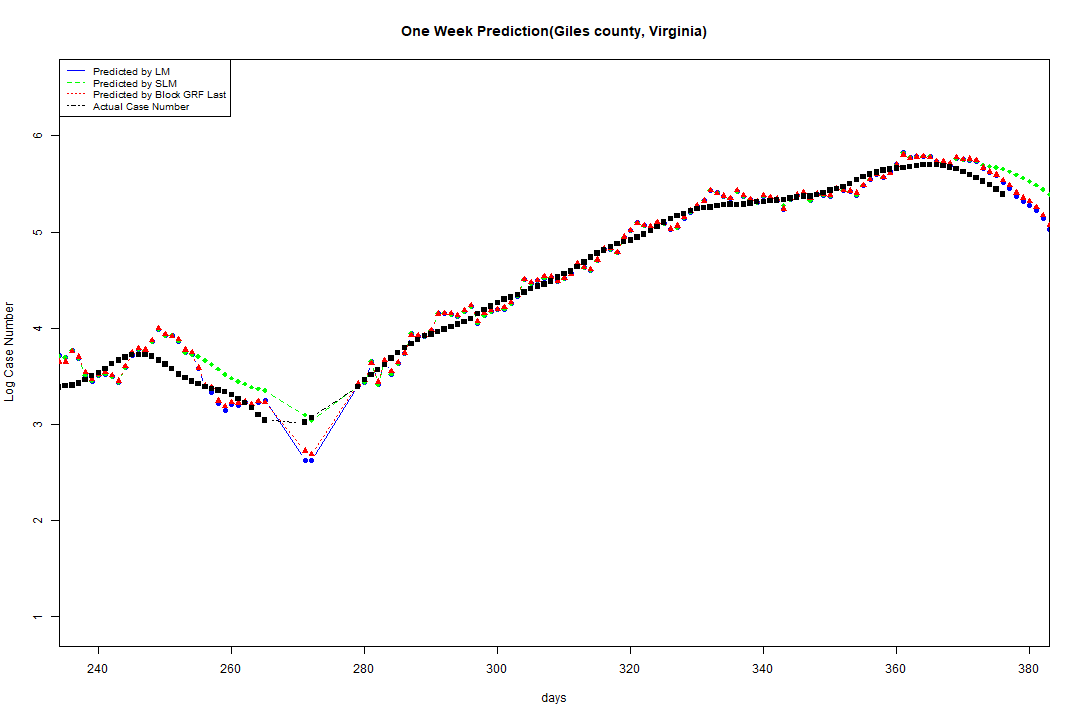 One Week Prediction(Giles county, Virginia)
Predicted by LM
Predicted by SLM
Predicted by Block GRF Last
Actual Case Number
6
5
4
3
2
1
Log Case Number
240 260 280 300 320 340 360 380
days